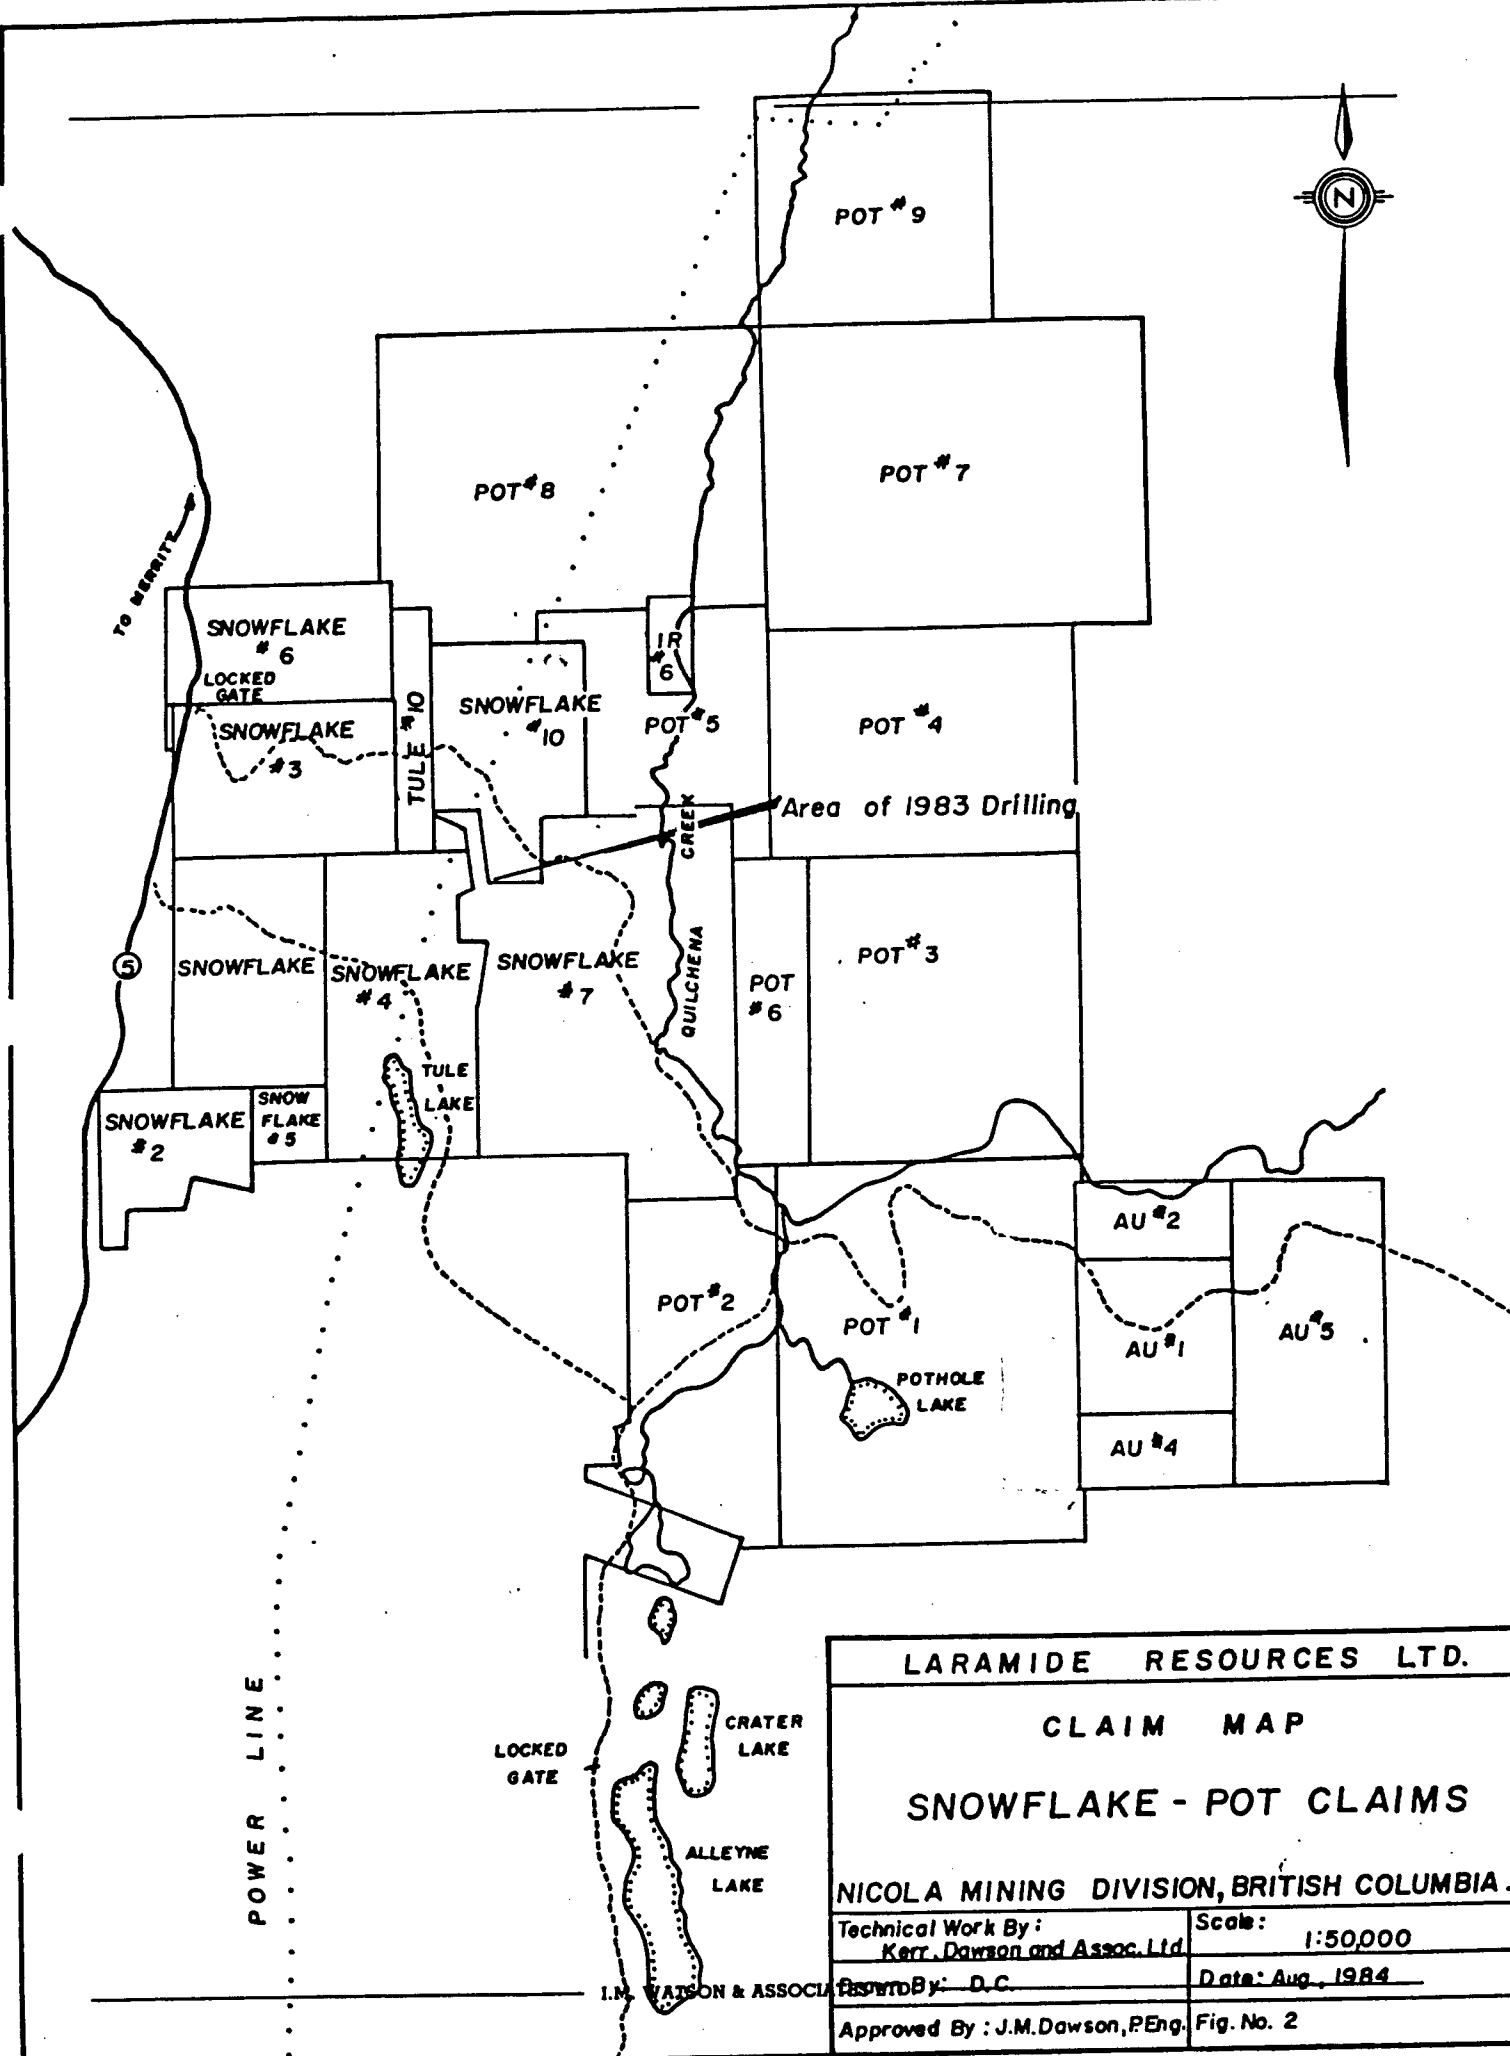 N
POT # 9
POT # 7
POT # 8
TO MERRITT
SNOWFLAKE
# 6
LOCKED
GATE
IR
# 6
TULE # 10
SNOWFLAKE
# 10
POT # 5
POT # 4
SNOWFLAKE
# 3
Area of 1983 Drilling
QUILCHENA CREEK
5
SNOWFLAKE
SNOWFLAKE
# 4
SNOWFLAKE
# 7
POT
# 6
POT # 3
TULE
LAKE
SNOWFLAKE
# 2
SNOW
FLAKE
# 5
AU # 2
POT # 2
POT # 1
AU # 1
AU # 5
POTHOLE
LAKE
AU # 4
POWER LINE
LOCKED
GATE
CRATER
LAKE
ALLEYNE
LAKE
LARAMIDE RESOURCES LTD.
CLAIM MAP
SNOWFLAKE - POT CLAIMS
NICOLA MINING DIVISION, BRITISH COLUMBIA.
Technical Work By:
Kerr, Dawson and Assoc. Ltd
Scale:
1:50,000
I.M. WATSON & ASSOCIATES LTD
Drawn By: D.C.
Date: Aug., 1984
Approved By: J.M. Dawson, P.Eng.
Fig. No. 2